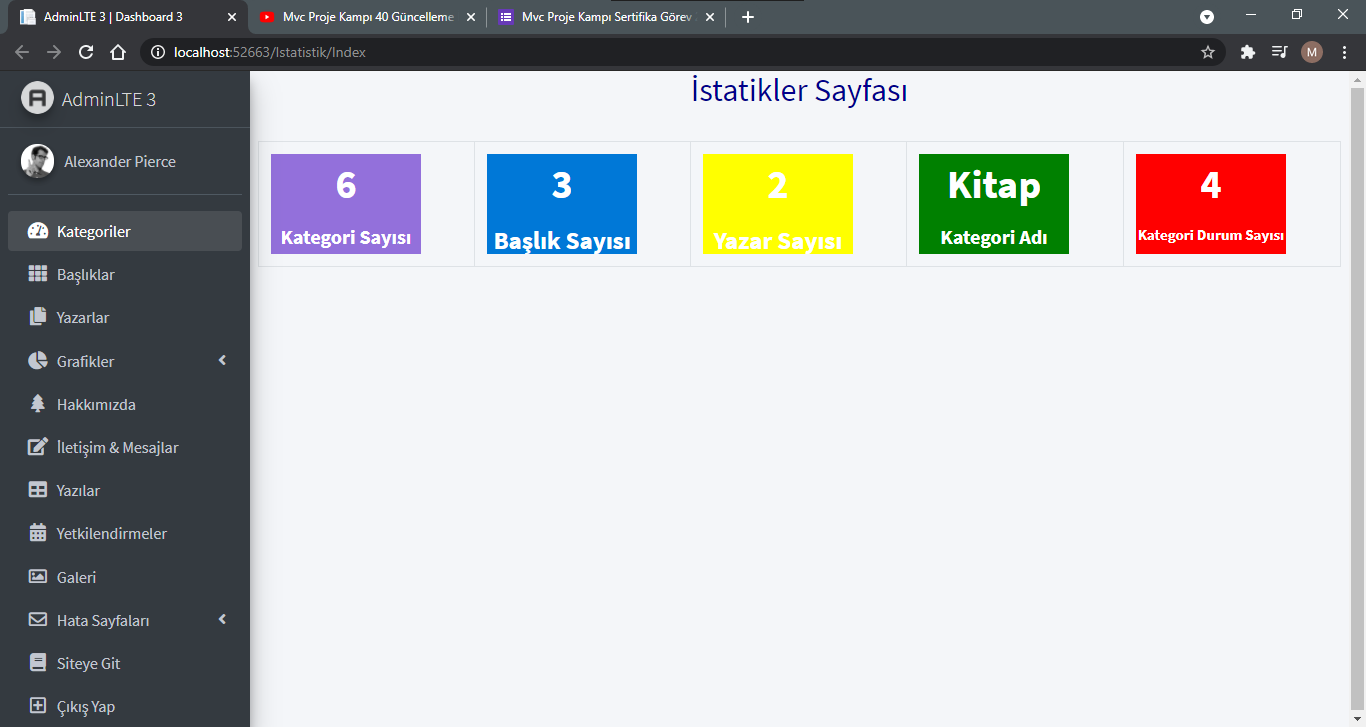 AdminLTE 3 | Dashboard 3
Mvc Proje Kampı 40 Güncelleme
Mvc Proje Kampı Sertifika Görev
localhost:52663/Istatistik/Index
M
AdminLTE 3
Alexander Pierce
Kategoriler
Başlıklar
Yazarlar
Grafikler
Hakkımızda
İletişim & Mesajlar
Yazılar
Yetkilendirmeler
Galeri
Hata Sayfaları
Siteye Git
Çıkış Yap
İstatikler Sayfası
6
Kategori Sayısı
3
Başlık Sayısı
2
Yazar Sayısı
Kitap
Kategori Adı
4
Kategori Durum Sayısı